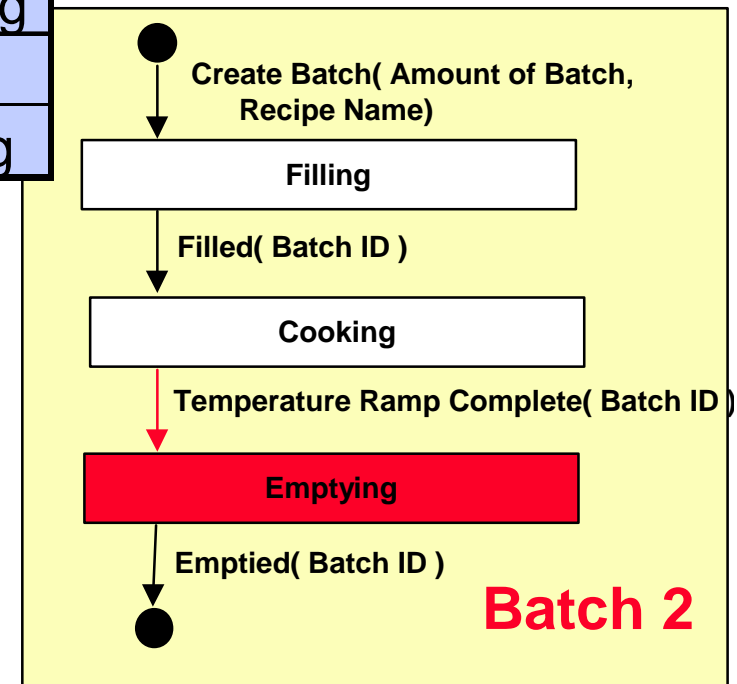 g
g
Create Batch( Amount of Batch,
Recipe Name)
Filling
Filled( Batch ID )
Cooking
Temperature Ramp Complete( Batch ID )
Emptying
Emptied( Batch ID )
Batch 2